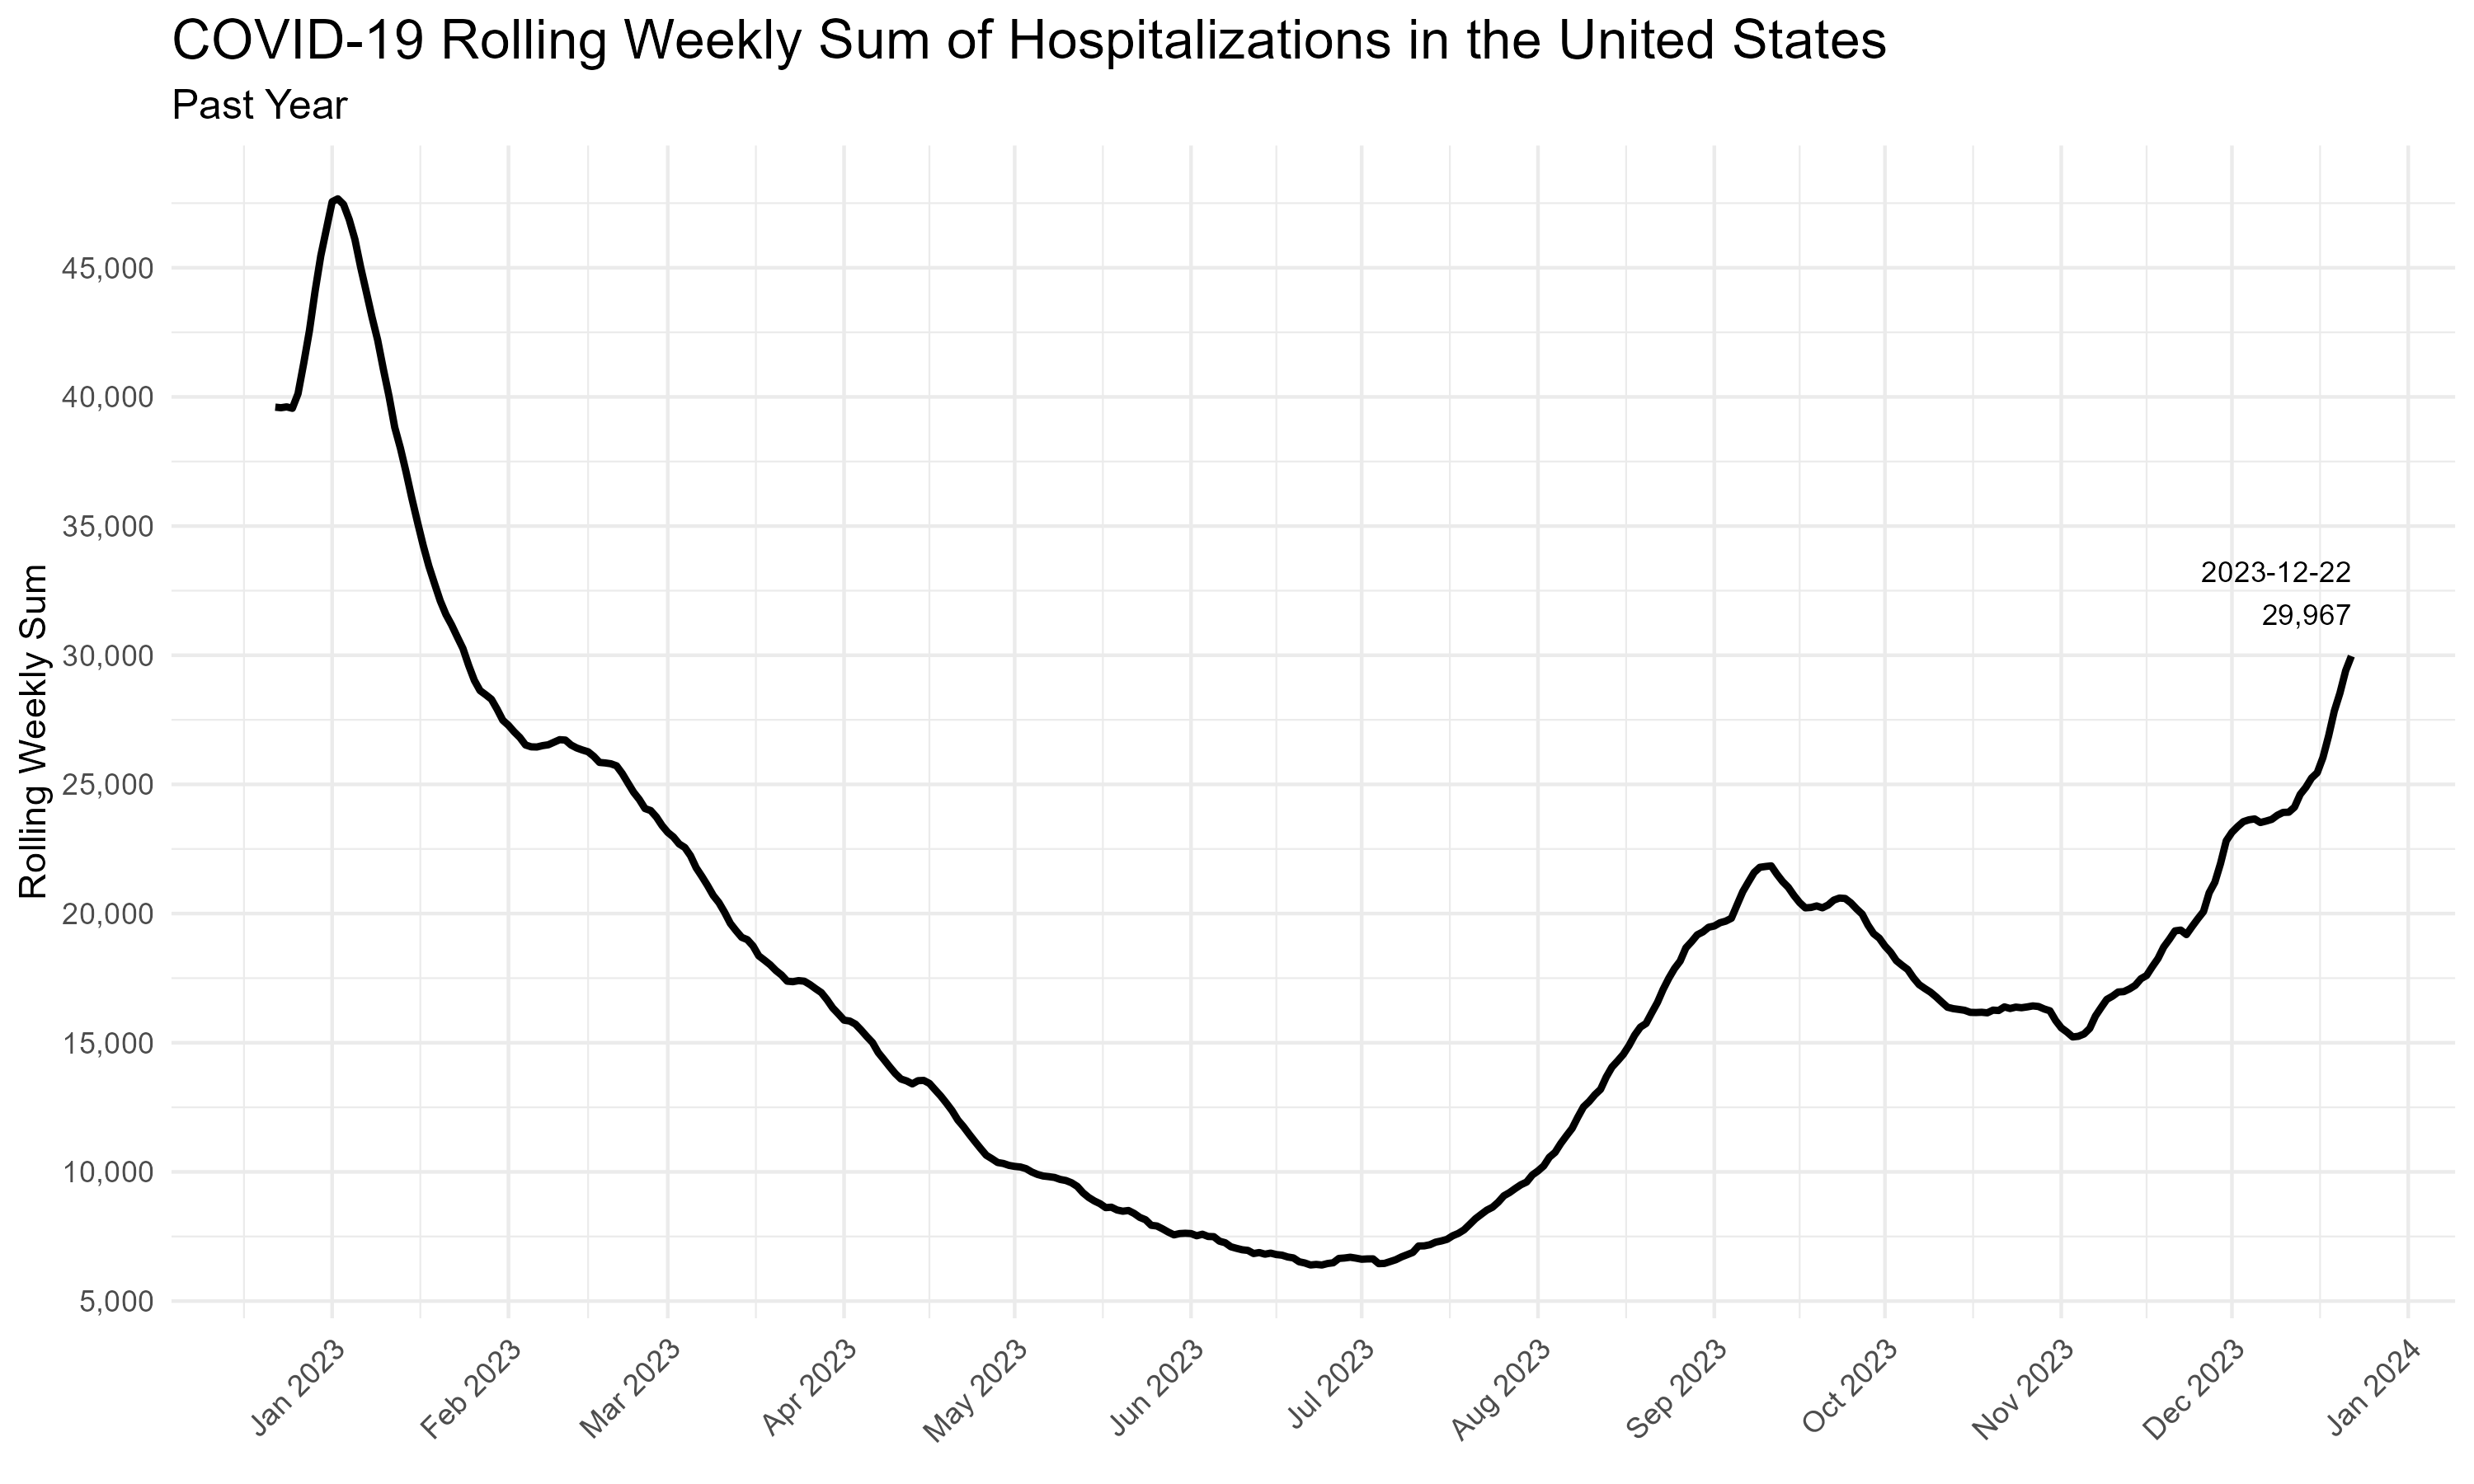 COVID-19 Rolling Weekly Sum of Hospitalizations in the United States
Past Year
Rolling Weekly Sum
45,000
40,000
35,000
30,000
25,000
20,000
15,000
10,000
5,000
2023-12-22
29,967
Jan 2023
Feb 2023
Mar 2023
Apr 2023
May 2023
Jun 2023
Jul 2023
Aug 2023
Sep 2023
Oct 2023
Nov 2023
Dec 2023
Jan 2024